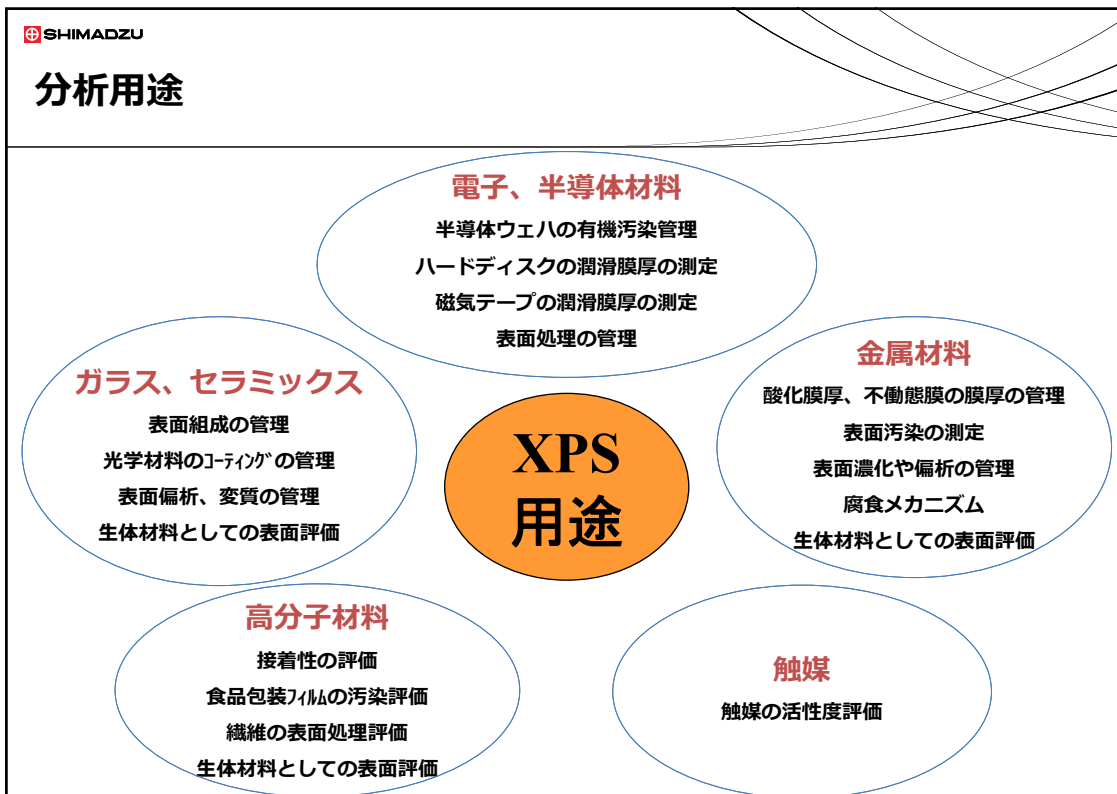 SHIMADZU
分析用途
電子、半導体材料
半導体ウェハの有機汚染管理
ハードディスクの潤滑膜厚の測定
磁気テープの潤滑膜厚の測定
表面処理の管理
ガラス、セラミックス
表面組成の管理
光学材料のｺｰﾃｨﾝｸﾞの管理
表面偏析、変質の管理
生体材料としての表面評価
XPS
用途
金属材料
酸化膜厚、不働態膜の膜厚の管理
表面汚染の測定
表面濃化や偏析の管理
腐食メカニズム
生体材料としての表面評価
高分子材料
接着性の評価
食品包装ﾌｨﾙﾑの汚染評価
繊維の表面処理評価
生体材料としての表面評価
触媒
触媒の活性度評価